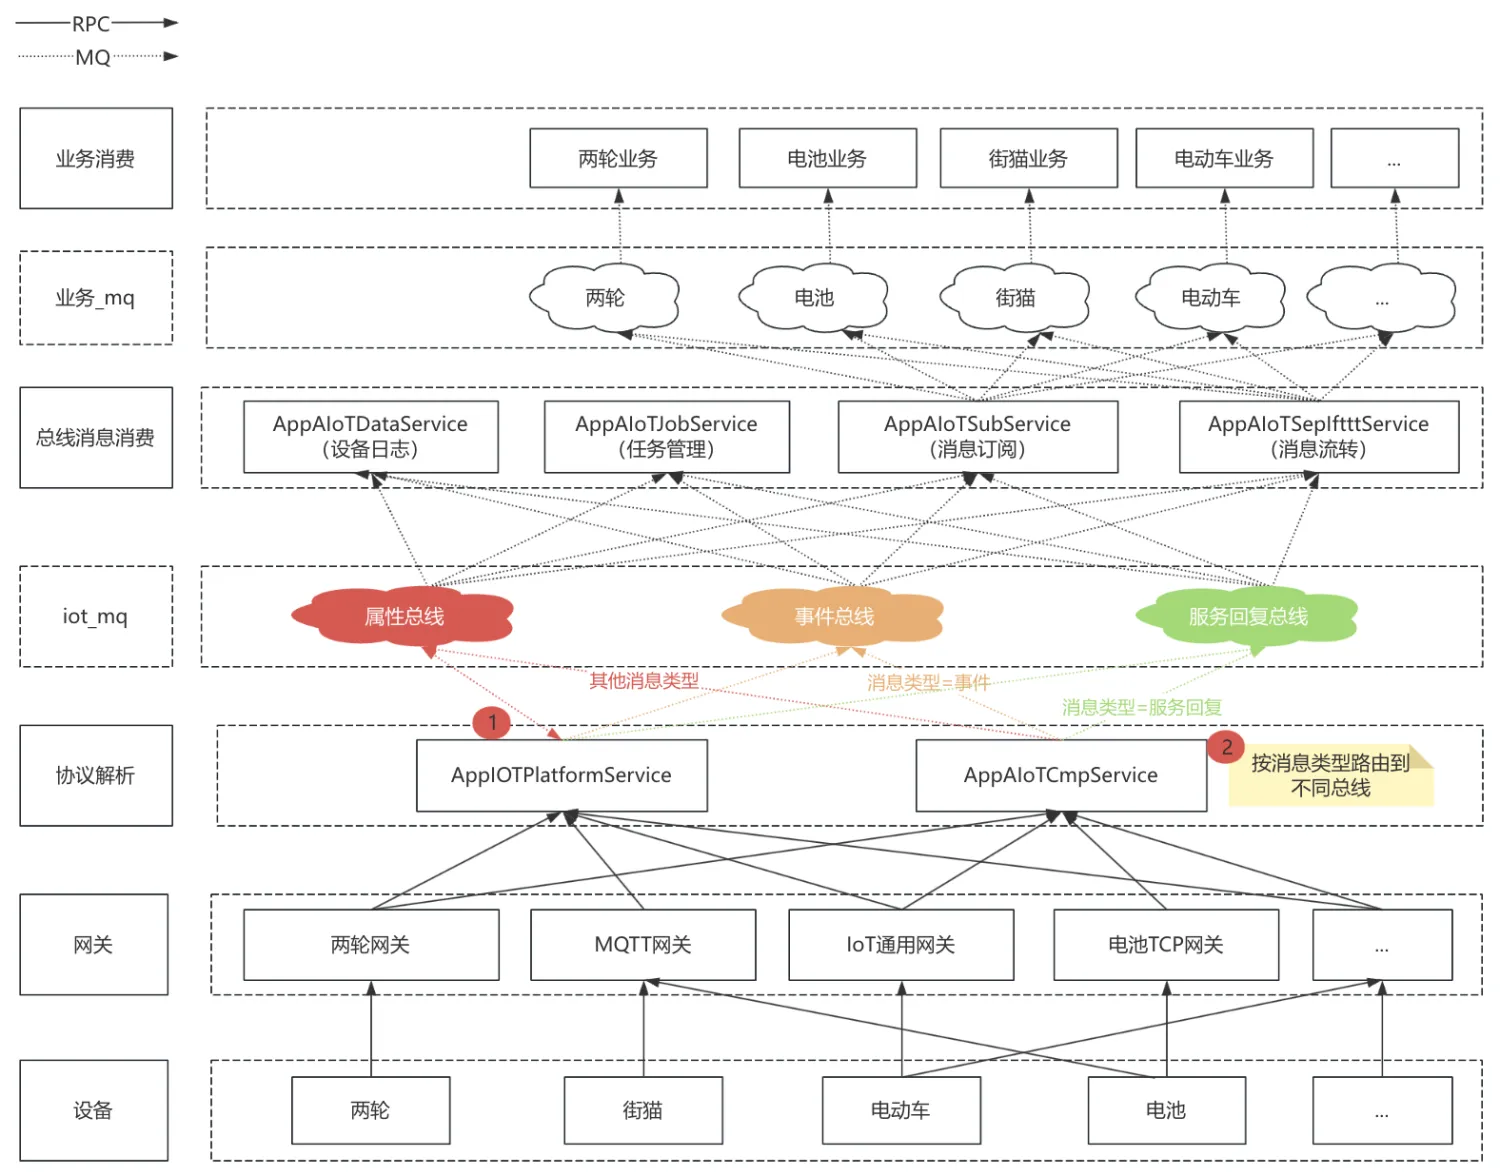 RPC
MQ
业务消费
两轮业务
电池业务
街猫业务
电动车业务
...
业务_mq
两轮
电池
街猫
电动车
...
总线消息消费
AppAIoTDataService
（设备日志）
AppAIoTJobService
（任务管理）
AppAIoTSubService
（消息订阅）
AppAIoTSepIftttService
（消息流转）
iot_mq
属性总线
事件总线
服务回复总线
其他消息类型
消息类型=事件
消息类型=服务回复
协议解析
1
AppIOTPlatformService
AppAIoTCmpService
2
按消息类型路由到
不同总线
网关
两轮网关
MQTT网关
IoT通用网关
电池TCP网关
...
设备
两轮
街猫
电动车
电池
...